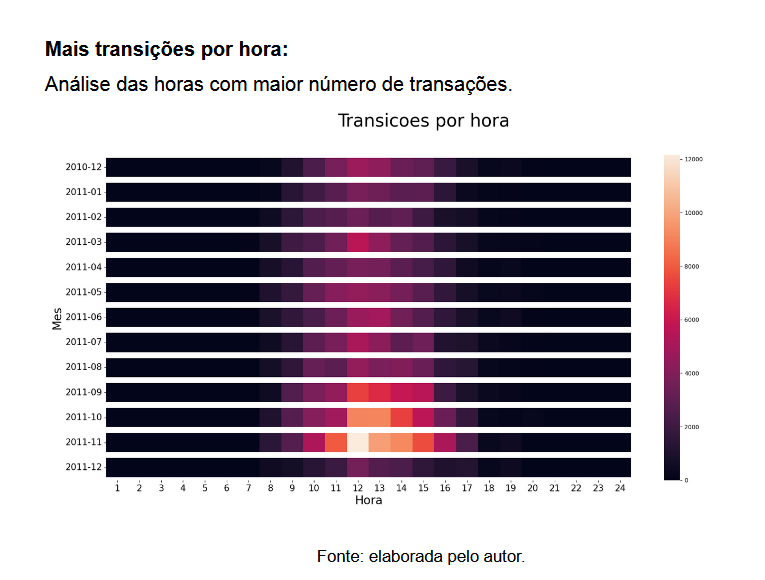 Mais transições por hora:
Análise das horas com maior número de transações.
Transicoes por hora
2010-12
2011-01
2011-02
2011-03
2011-04
2011-05
2011-06
2011-07
2011-08
2011-09
2011-10
2011-11
2011-12
Mes
1 2 3 4 5 6 7 8 9 10 11 12 13 14 15 16 17 18 19 20 21 22 23 24
Hora
12000
10000
8000
6000
4000
2000
0
Fonte: elaborada pelo autor.